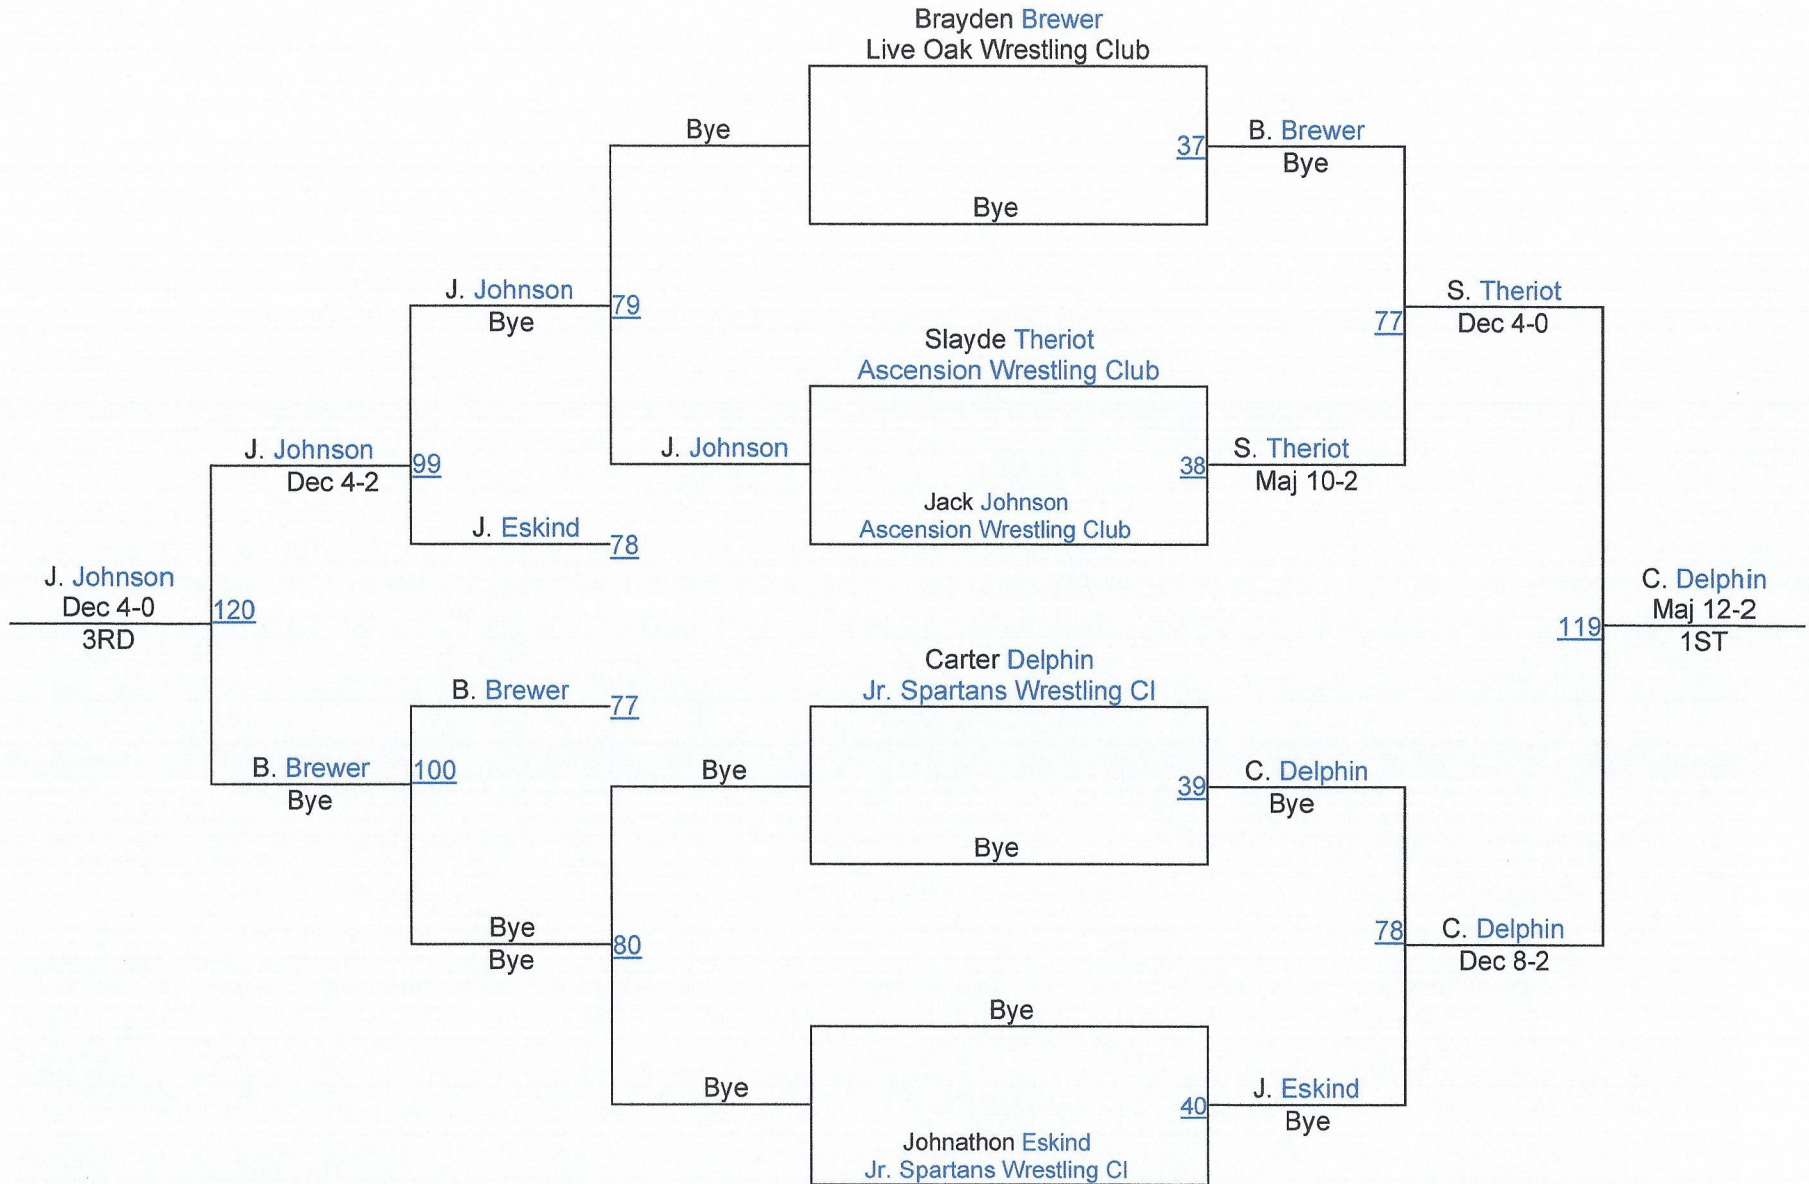 Brayden Brewer
Live Oak Wrestling Club
Bye
37
B. Brewer
Bye
Bye
J. Johnson
Bye
79
S. Theriot
Dec 4-0
77
Slayde Theriot
Ascension Wrestling Club
J. Johnson
Dec 4-2
99
J. Johnson
38
S. Theriot
Maj 10-2
Jack Johnson
Ascension Wrestling Club
J. Eskind
78
J. Johnson
Dec 4-0
3RD
120
C. Delphin
Maj 12-2
1ST
119
Carter Delphin
Jr. Spartans Wrestling Cl
B. Brewer
77
B. Brewer
Bye
100
Bye
39
C. Delphin
Bye
Bye
Bye
Bye
80
78
C. Delphin
Dec 8-2
Bye
Bye
40
J. Eskind
Bye
Johnathon Eskind
Jr. Spartans Wrestling Cl